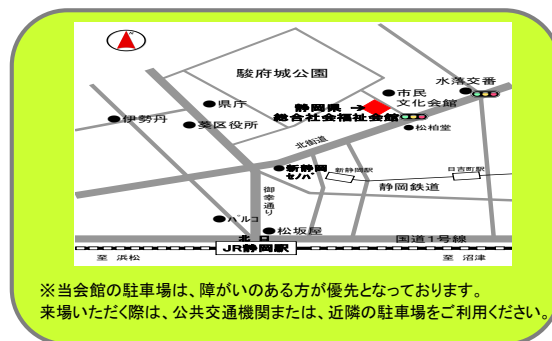 駿府城公園
水落交番
市民
文化会館
県庁
静岡県
総合社会福祉会館
伊勢丹
葵区役所
松柏堂
北街道
新静岡
セノバ
新静岡駅
日吉町駅
静岡鉄道
御幸通り
パルコ
松坂屋
北口
国道1号線
JR静岡駅
至 浜松
至 沼津
※当会館の駐車場は、障がいのある方が優先となっております。
来場いただく際は、公共交通機関または、近隣の駐車場をご利用ください。